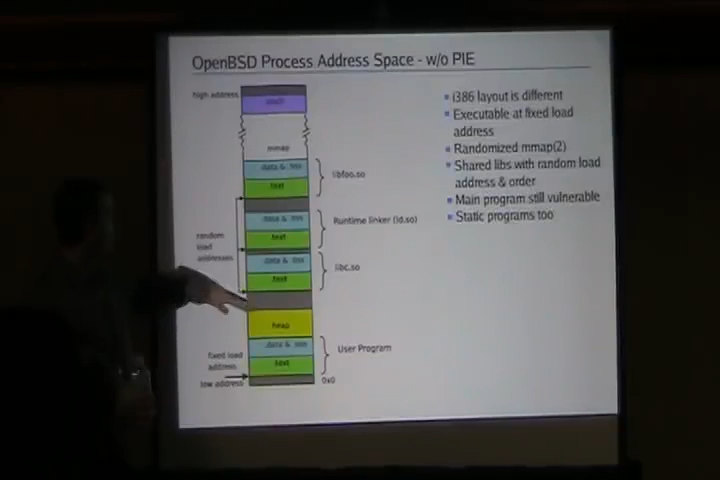 OpenBSD Process Address Space - w/o PIE
high address
stack
mmap
data & bss
text
libfoo.so
data & bss
text
Runtime linker (ld.so)
random
load
addresses
data & bss
text
libc.so
heap
data & bss
text
User Program
fixed load
address
low address
0x0
i386 layout is different
Executable at fixed load
address
Randomized mmap(2)
Shared libs with random load
address & order
Main program still vulnerable
Static programs too